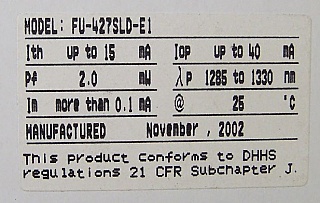 MODEL: FU-427SLD-E1
Ith up to 15 mA Iop up to 40 mA
Pf 2.0 mW λp 1285 to 1330 nm
Im more than 0.1 mA @ 25 °C
MANUFACTURED November , 2002
This product conforms to DHHS
regulations 21 CFR Subchapter J.